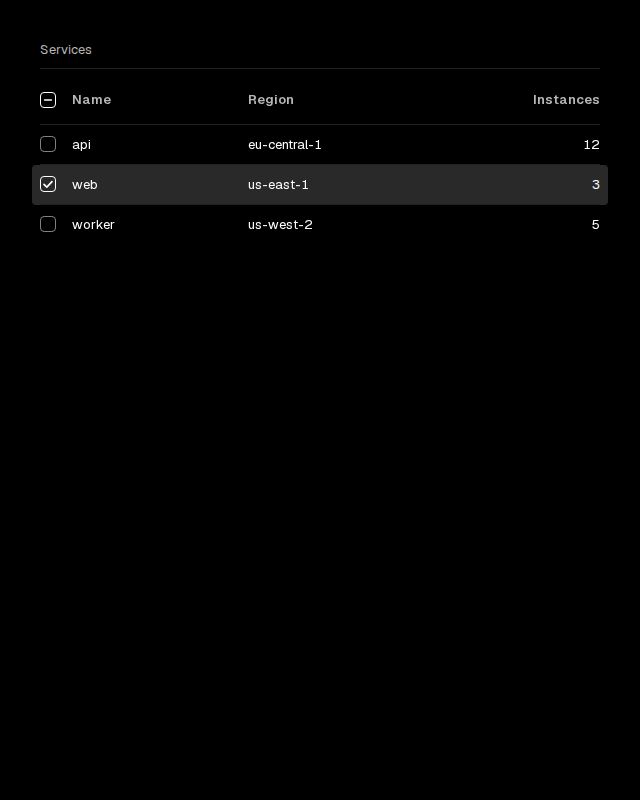 Services
Name Region Instances
api eu-central-1 12
web us-east-1 3
worker us-west-2 5